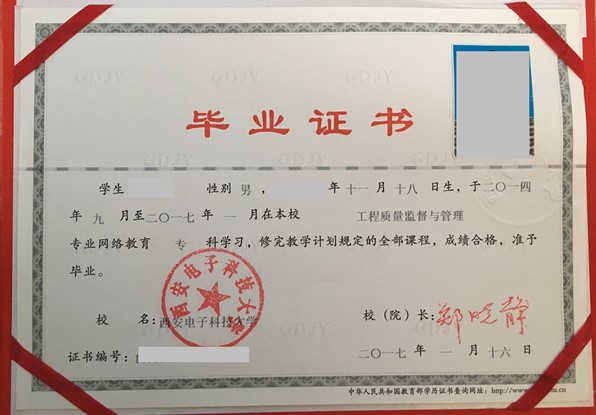 毕业证书
学生 性别 男， 年 十一 月 十八 日生，于二〇一四
年 九 月至二〇一七年 一 月在本校 工程质量监督与管理
专业网络教育 专 科学习，修完教学计划规定的全部课程，成绩合格，准予
毕业。
西安电子科技大学
校 名：西安电子科技大学
校（院）长：郑晓静
证书编号：
二〇一七年 一 月 十六 日
中华人民共和国教育部学历证书查询网址：http://www.
GDJY